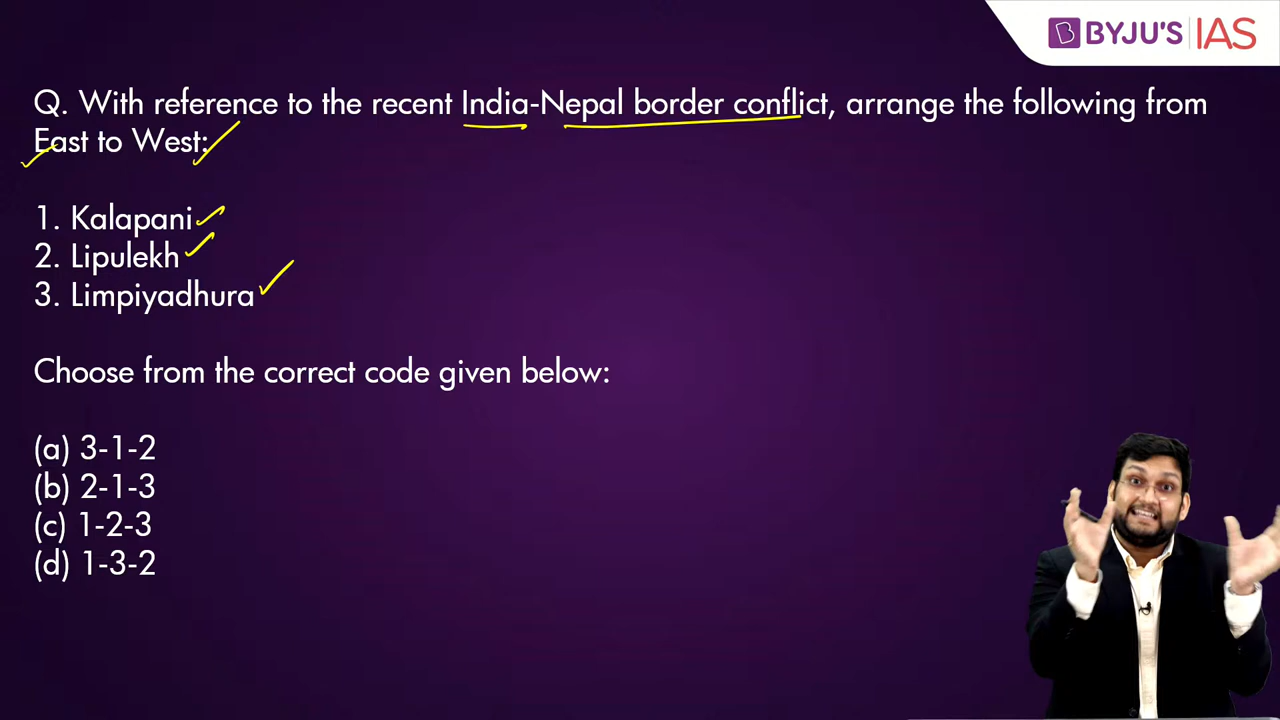 BYJU'S IAS
Q. With reference to the recent India-Nepal border conflict, arrange the following from
East to West:
1. Kalapani
2. Lipulekh
3. Limpiyadhura
Choose from the correct code given below:
(a) 3-1-2
(b) 2-1-3
(c) 1-2-3
(d) 1-3-2